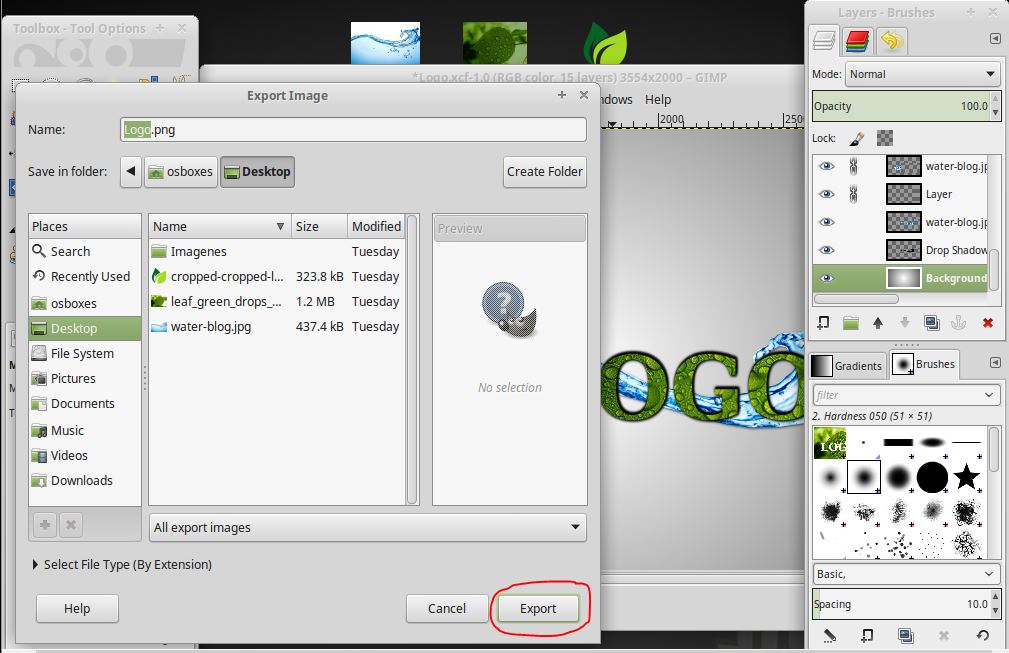 Toolbox - Tool Options
Layers - Brushes
*Logo.xcf-1.0 (RGB color, 15 layers) 3554x2000 – GIMP
ndows Help
2000
250
Export Image
Name:
Logo.png
Save in folder:
osboxes
Desktop
Create Folder
Places
Search
Recently Used
osboxes
Desktop
File System
Pictures
Documents
Music
Videos
Downloads
Name Size Modified
Imagenes Tuesday
cropped-cropped-l... 323.8 kB Tuesday
leaf_green_drops_... 1.2 MB Tuesday
water-blog.jpg 437.4 kB Tuesday
Preview
?
No selection
All export images
Select File Type (By Extension)
Help
Cancel
Export
OGO
Mode: Normal
Opacity 100.0
Lock:
water-blog.jp
Layer
water-blog.jp
Drop Shadow
Background
Gradients
Brushes
filter
2. Hardness 050 (51 × 51)
LOG
Basic,
Spacing 10.0